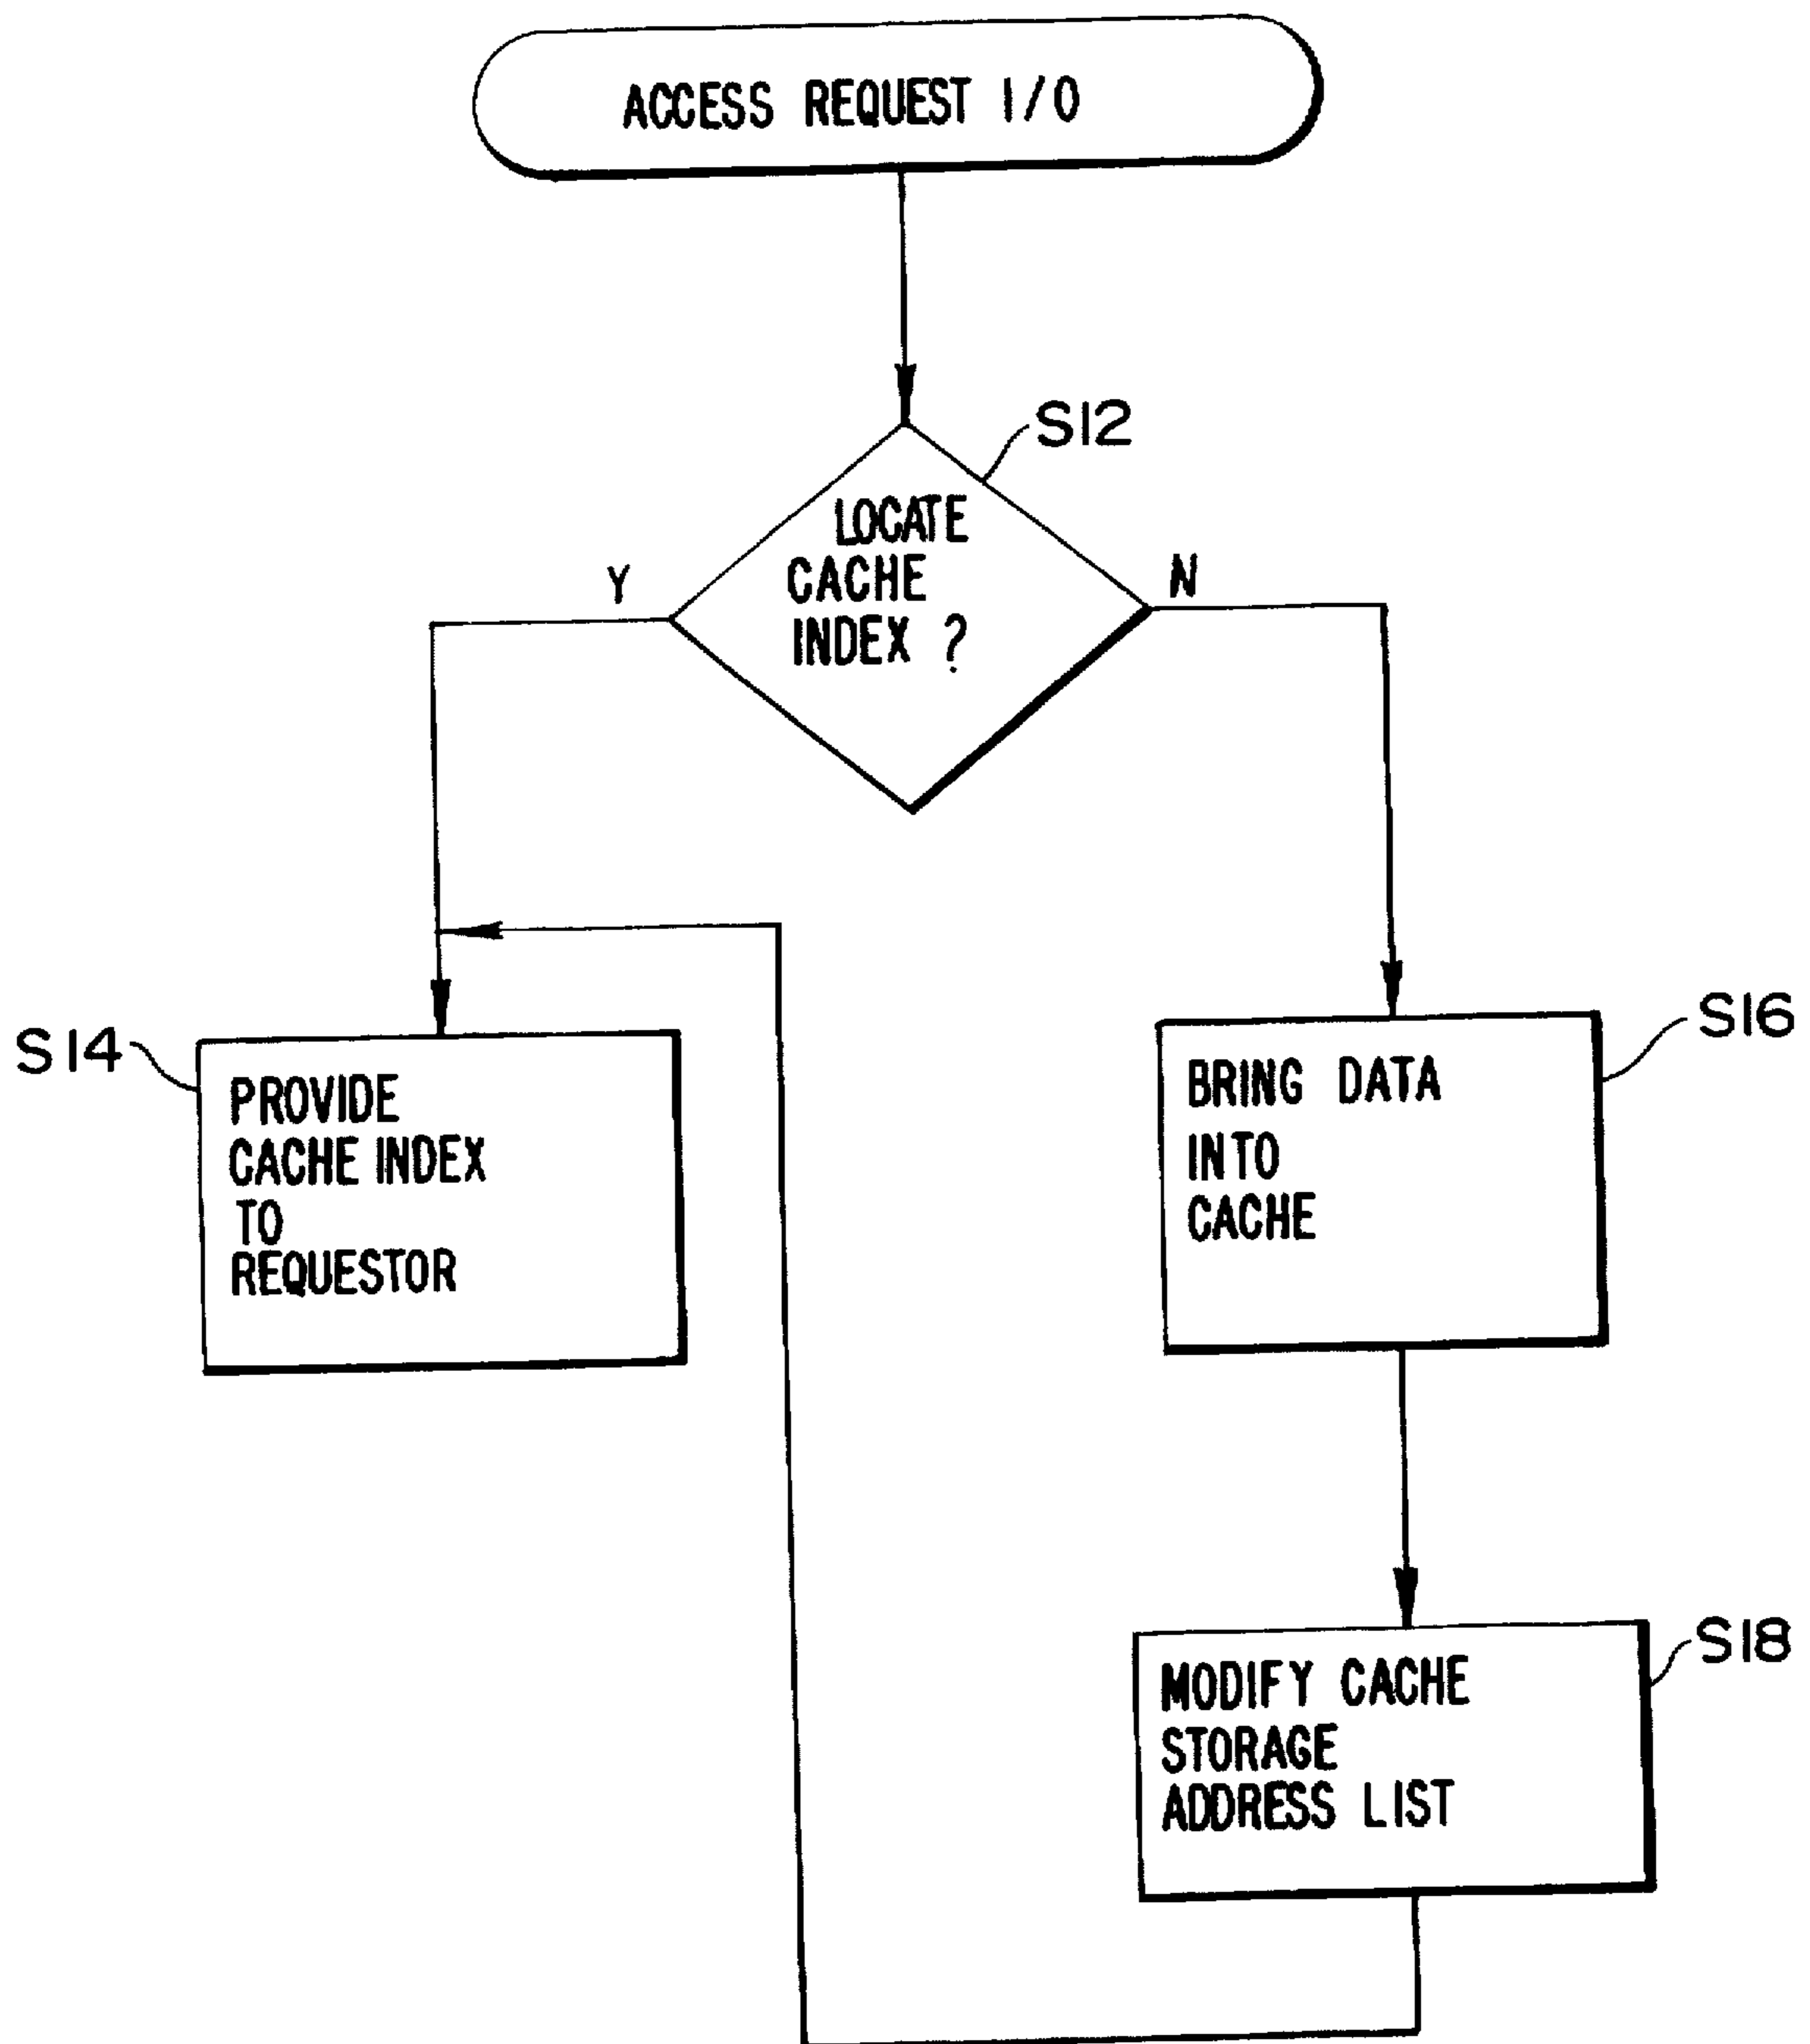 ACCESS REQUEST I/O
S12
LOCATE
CACHE
INDEX ?
Y
N
S14
PROVIDE
CACHE INDEX
TO
REQUESTOR
S16
BRING DATA
INTO
CACHE
S18
MODIFY CACHE
STORAGE
ADDRESS LIST